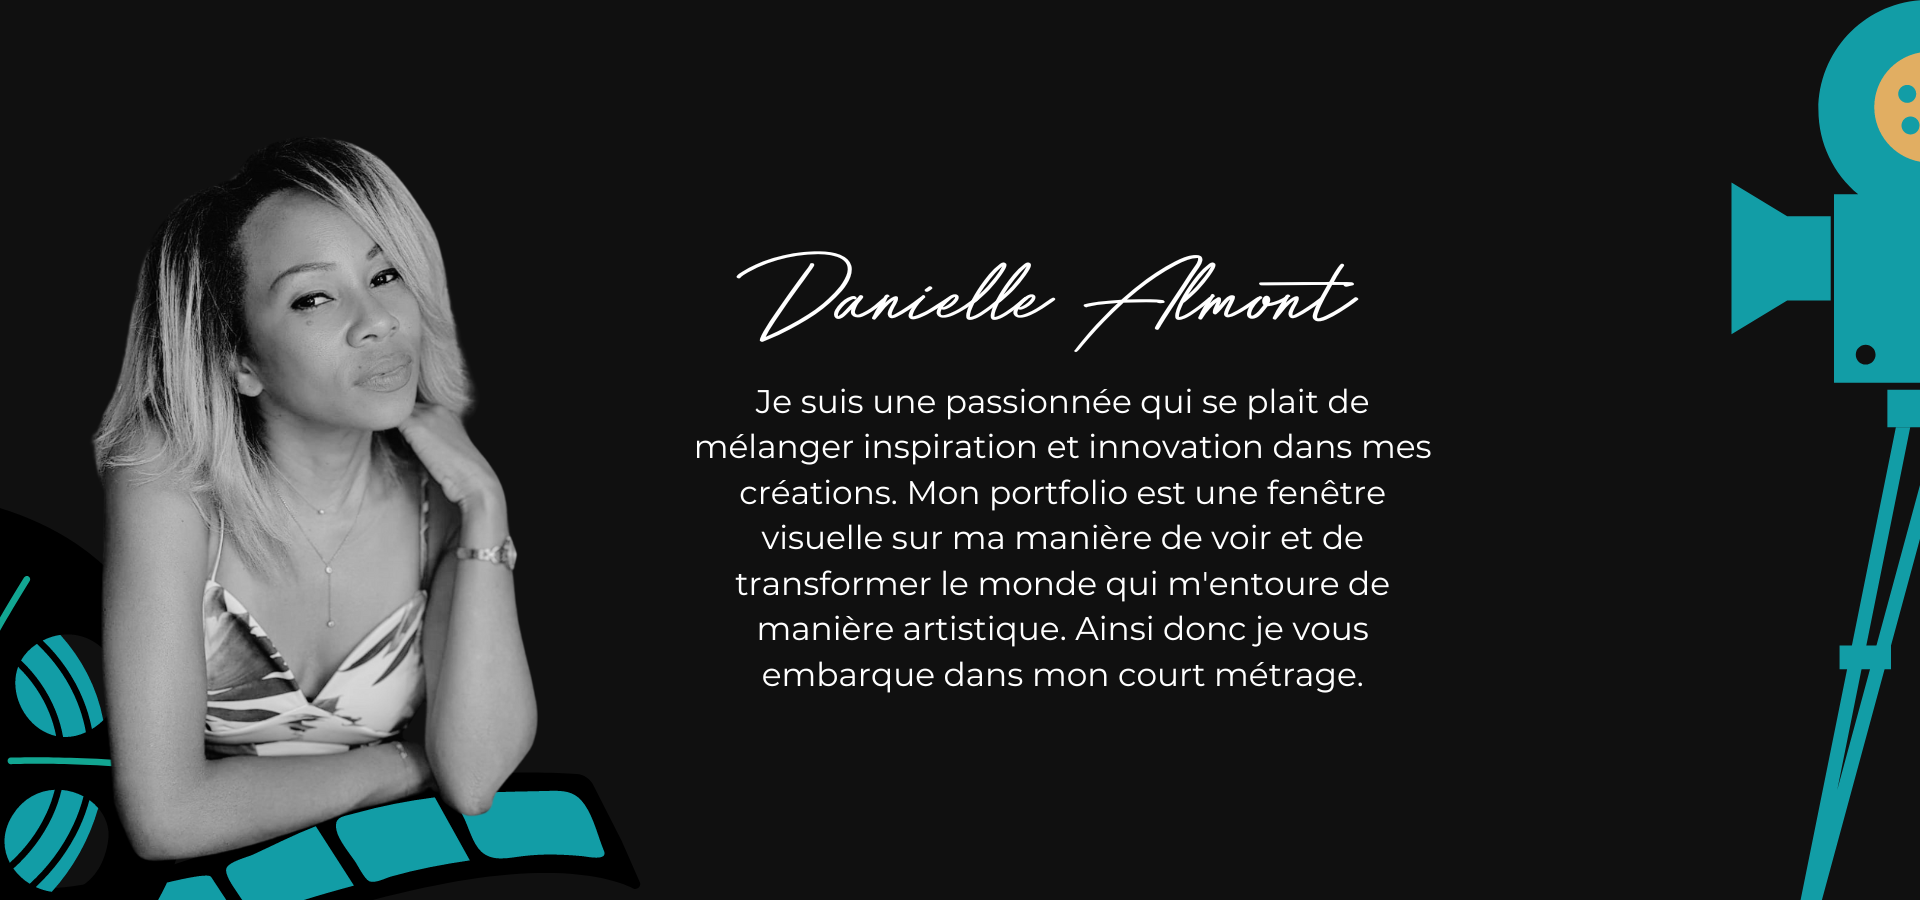 Danielle Almont
Je suis une passionnée qui se plait de
mélanger inspiration et innovation dans mes
créations. Mon portfolio est une fenêtre
visuelle sur ma manière de voir et de
transformer le monde qui m'entoure de
manière artistique. Ainsi donc je vous
embarque dans mon court métrage.